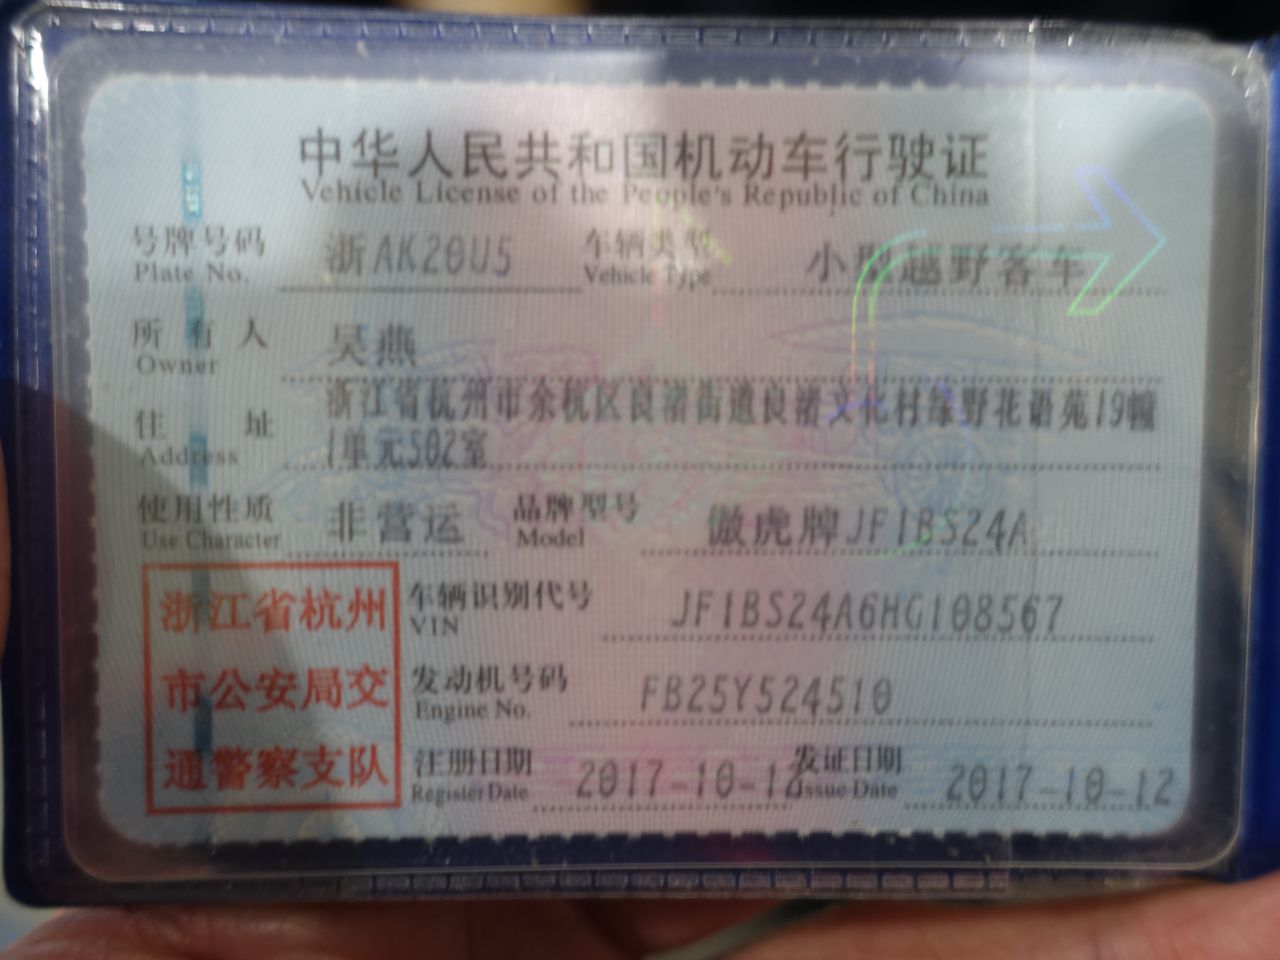 中华人民共和国机动车行驶证
Vehicle License of the People's Republic of China
号牌号码 浙AK20U5 车辆类型 小型越野客车
Plate No. Vehicle Type
所有人 吴燕
Owner
住址 浙江省杭州市余杭区良渚街道良渚文化村绿野花语苑19幢
Address 1单元502室
使用性质 非营运 品牌型号 傲虎牌JF1BS24A
Use Character Model
浙江省杭州 车辆识别代号 JF1BS24A6HG108567
VIN
市公安局交 发动机号码 FB25Y524510
Engine No.
通警察支队 注册日期 2017-10-12 发证日期 2017-10-12
Register Date Issue Date